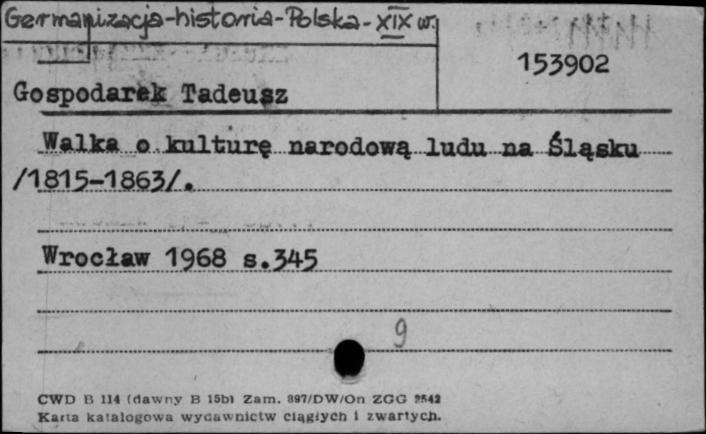 Germanizacja-historia-Polska-XIX w.
153902
Gospodarek Tadeusz
Walka o kulturę narodową ludu na Śląsku
/1815-1863/.
Wrocław 1968 s.345
9
CWD B 114 (dawny B 15b) Zam. 897/DW/On ZGG 2542
Karta katalogowa wydawnictw ciągłych i zwartych.